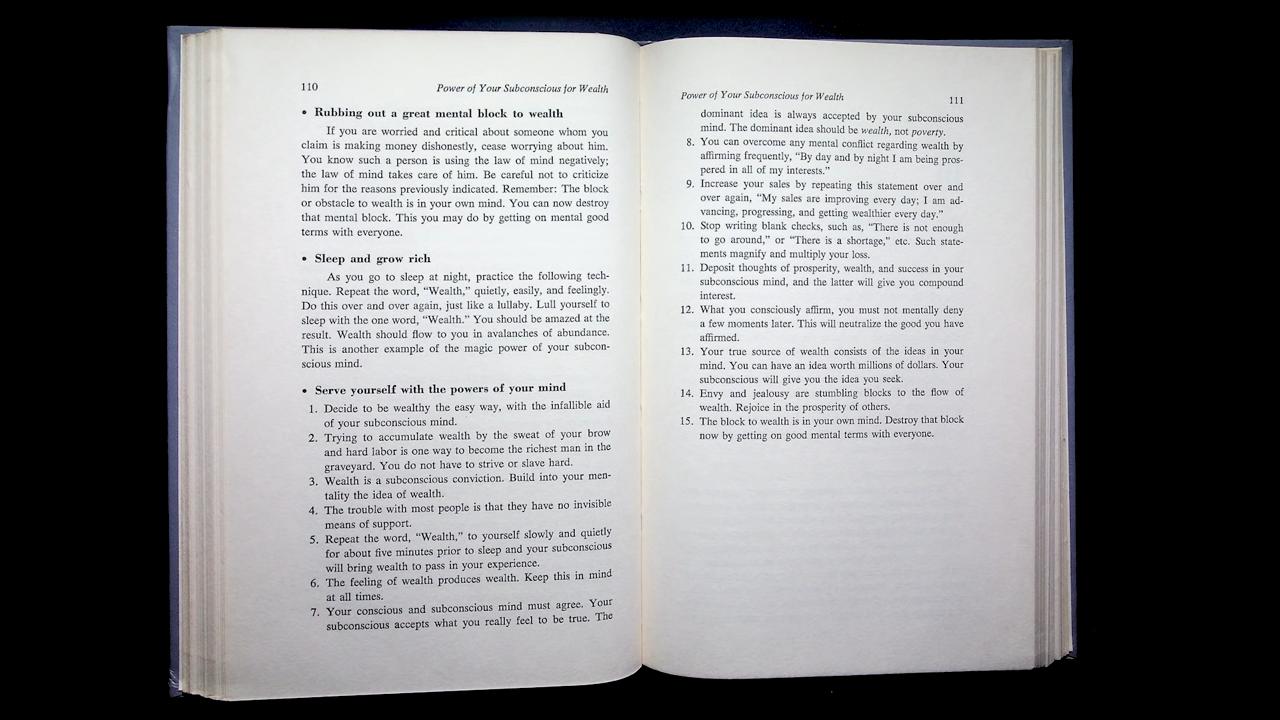 110
Power of Your Subconscious for Wealth
• Rubbing out a great mental block to wealth
If you are worried and critical about someone whom you
claim is making money dishonestly, cease worrying about him.
You know such a person is using the law of mind negatively;
the law of mind takes care of him. Be careful not to criticize
him for the reasons previously indicated. Remember: The block
or obstacle to wealth is in your own mind. You can now destroy
that mental block. This you may do by getting on mental good
terms with everyone.
• Sleep and grow rich
As you go to sleep at night, practice the following tech-
nique. Repeat the word, “Wealth,” quietly, easily, and feelingly.
Do this over and over again, just like a lullaby. Lull yourself to
sleep with the one word, “Wealth.” You should be amazed at the
result. Wealth should flow to you in avalanches of abundance.
This is another example of the magic power of your subcon-
scious mind.
• Serve yourself with the powers of your mind
1. Decide to be wealthy the easy way, with the infallible aid
of your subconscious mind.
2. Trying to accumulate wealth by the sweat of your brow
and hard labor is one way to become the richest man in the
graveyard. You do not have to strive or slave hard.
3. Wealth is a subconscious conviction. Build into your men-
tality the idea of wealth.
4. The trouble with most people is that they have no invisible
means of support.
5. Repeat the word, “Wealth,” to yourself slowly and quietly
for about five minutes prior to sleep and your subconscious
will bring wealth to pass in your experience.
6. The feeling of wealth produces wealth. Keep this in mind
at all times.
7. Your conscious and subconscious mind must agree. Your
subconscious accepts what you really feel to be true. The
Power of Your Subconscious for Wealth
111
dominant idea is always accepted by your subconscious
mind. The dominant idea should be wealth, not poverty.
8. You can overcome any mental conflict regarding wealth by
affirming frequently, “By day and by night I am being pros-
pered in all of my interests.”
9. Increase your sales by repeating this statement over and
over again, “My sales are improving every day; I am ad-
vancing, progressing, and getting wealthier every day.”
10. Stop writing blank checks, such as, “There is not enough
to go around,” or “There is a shortage,” etc. Such state-
ments magnify and multiply your loss.
11. Deposit thoughts of prosperity, wealth, and success in your
subconscious mind, and the latter will give you compound
interest.
12. What you consciously affirm, you must not mentally deny
a few moments later. This will neutralize the good you have
affirmed.
13. Your true source of wealth consists of the ideas in your
mind. You can have an idea worth millions of dollars. Your
subconscious will give you the idea you seek.
14. Envy and jealousy are stumbling blocks to the flow of
wealth. Rejoice in the prosperity of others.
15. The block to wealth is in your own mind. Destroy that block
now by getting on good mental terms with everyone.